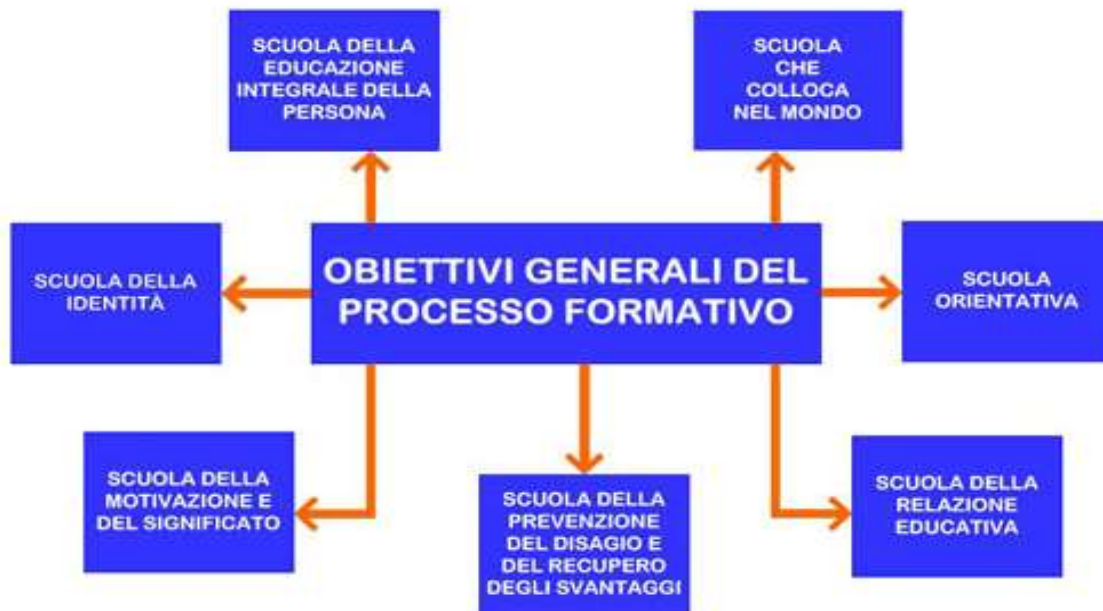 SCUOLA DELLA
EDUCAZIONE
INTEGRALE DELLA
PERSONA
SCUOLA
CHE
COLLOCA
NEL MONDO
SCUOLA DELLA
IDENTITÀ
OBIETTIVI GENERALI DEL
PROCESSO FORMATIVO
SCUOLA
ORIENTATIVA
SCUOLA DELLA
MOTIVAZIONE E
DEL SIGNIFICATO
SCUOLA DELLA
PREVENZIONE
DEL DISAGIO E
DEL RECUPERO
DEGLI SVANTAGGI
SCUOLA DELLA
RELAZIONE
EDUCATIVA